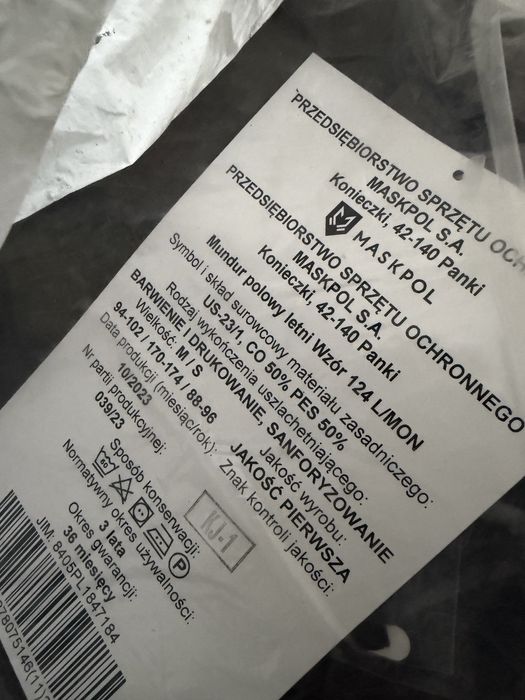 PRZEDSIĘBIORSTWO SPRZĘTU
MASKPOL S.A.
Konieczki, 42-140 Panki
MASKPOL
PRZEDSIĘBIORSTWO SPRZĘTU OCHRONNEGO
MASKPOL S.A.
Konieczki, 42-140 Panki
Mundur polowy letni Wzór 124 L/MON
Symbol i skład surowcowy materiału zasadniczego:
US-23/1, CO 50% PES 50%
Rodzaj wykończenia uszlachetniającego:
BARWIENIE I DRUKOWANIE, SANFORYZOWANIE
Wielkość: M / S
94-102 / 170-174 / 88-96
Jakość wyrobu:
JAKOŚĆ PIERWSZA
Data produkcji (miesiąc/rok):
10/2023
Znak kontroli jakości:
KJ-1
Nr partii produkcyjnej:
039/23
Sposób konserwacji:
P
Normatywny okres używalności:
3 lata
Okres gwarancji:
36 miesięcy
JIM: 8405PL1847184